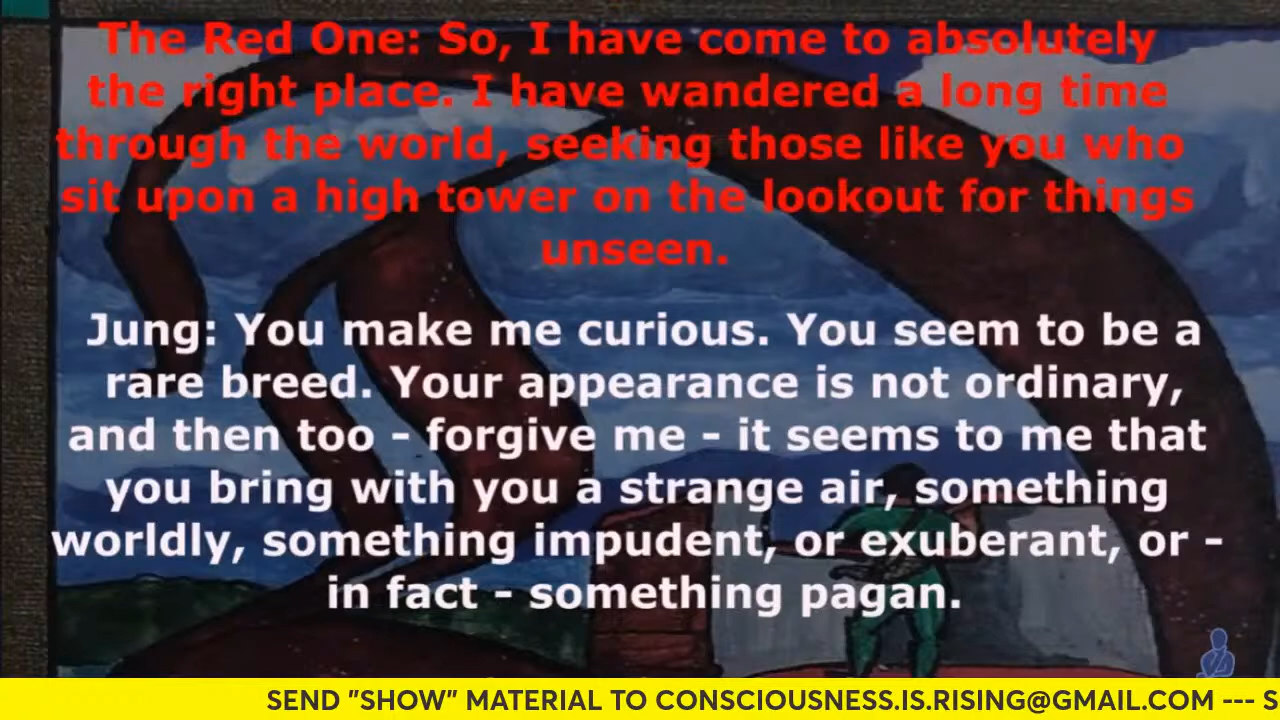 The Red One: So, I have come to absolutely
the right place. I have wandered a long time
through the world, seeking those like you who
sit upon a high tower on the lookout for things
unseen.
Jung: You make me curious. You seem to be a
rare breed. Your appearance is not ordinary,
and then too - forgive me - it seems to me that
you bring with you a strange air, something
worldly, something impudent, or exuberant, or -
in fact - something pagan.
SEND "SHOW" MATERIAL TO CONSCIOUSNESS.IS.RISING@GMAIL.COM --- S